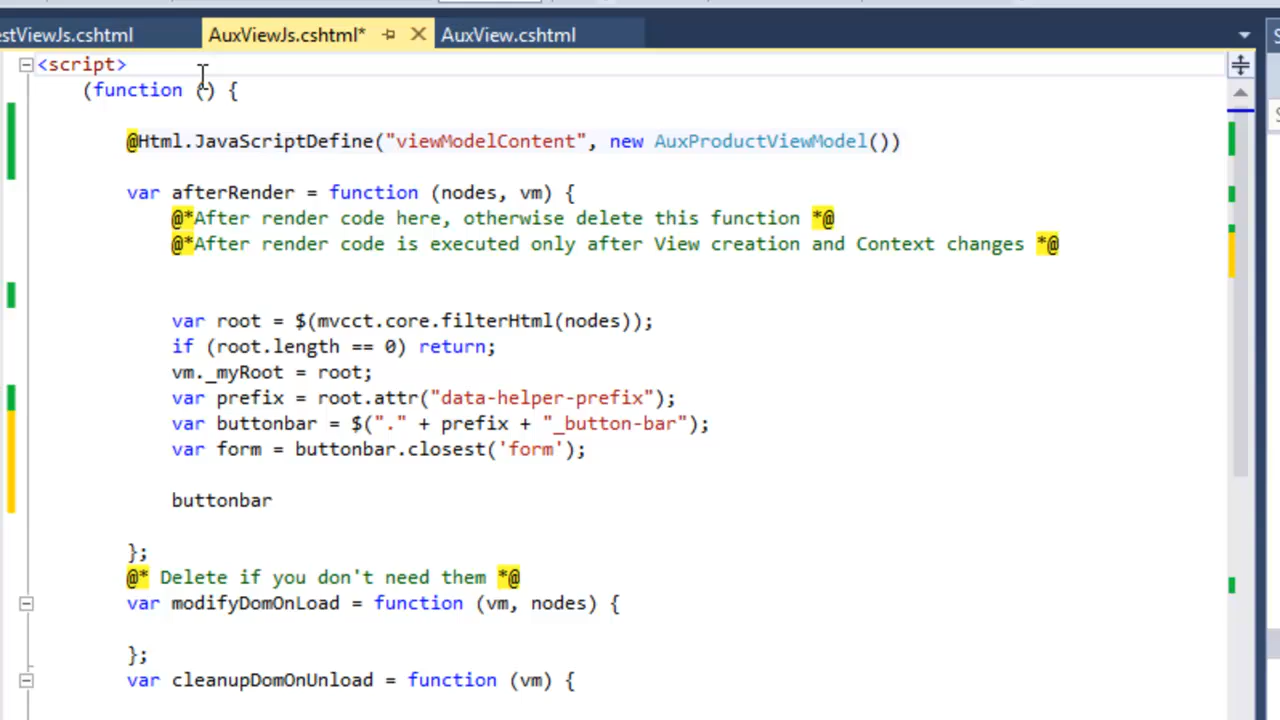 estViewJs.cshtml AuxViewJs.cshtml* AuxView.cshtml
<script>
(function () {
@Html.JavaScriptDefine("viewModelContent", new AuxProductViewModel())
var afterRender = function (nodes, vm) {
@*After render code here, otherwise delete this function *@
@*After render code is executed only after View creation and Context changes *@
var root = $(mvcct.core.filterHtml(nodes));
if (root.length == 0) return;
vm._myRoot = root;
var prefix = root.attr("data-helper-prefix");
var buttonbar = $("." + prefix + "_button-bar");
var form = buttonbar.closest('form');
buttonbar
};
@* Delete if you don't need them *@
var modifyDomOnLoad = function (vm, nodes) {
};
var cleanupDomOnUnload = function (vm) {